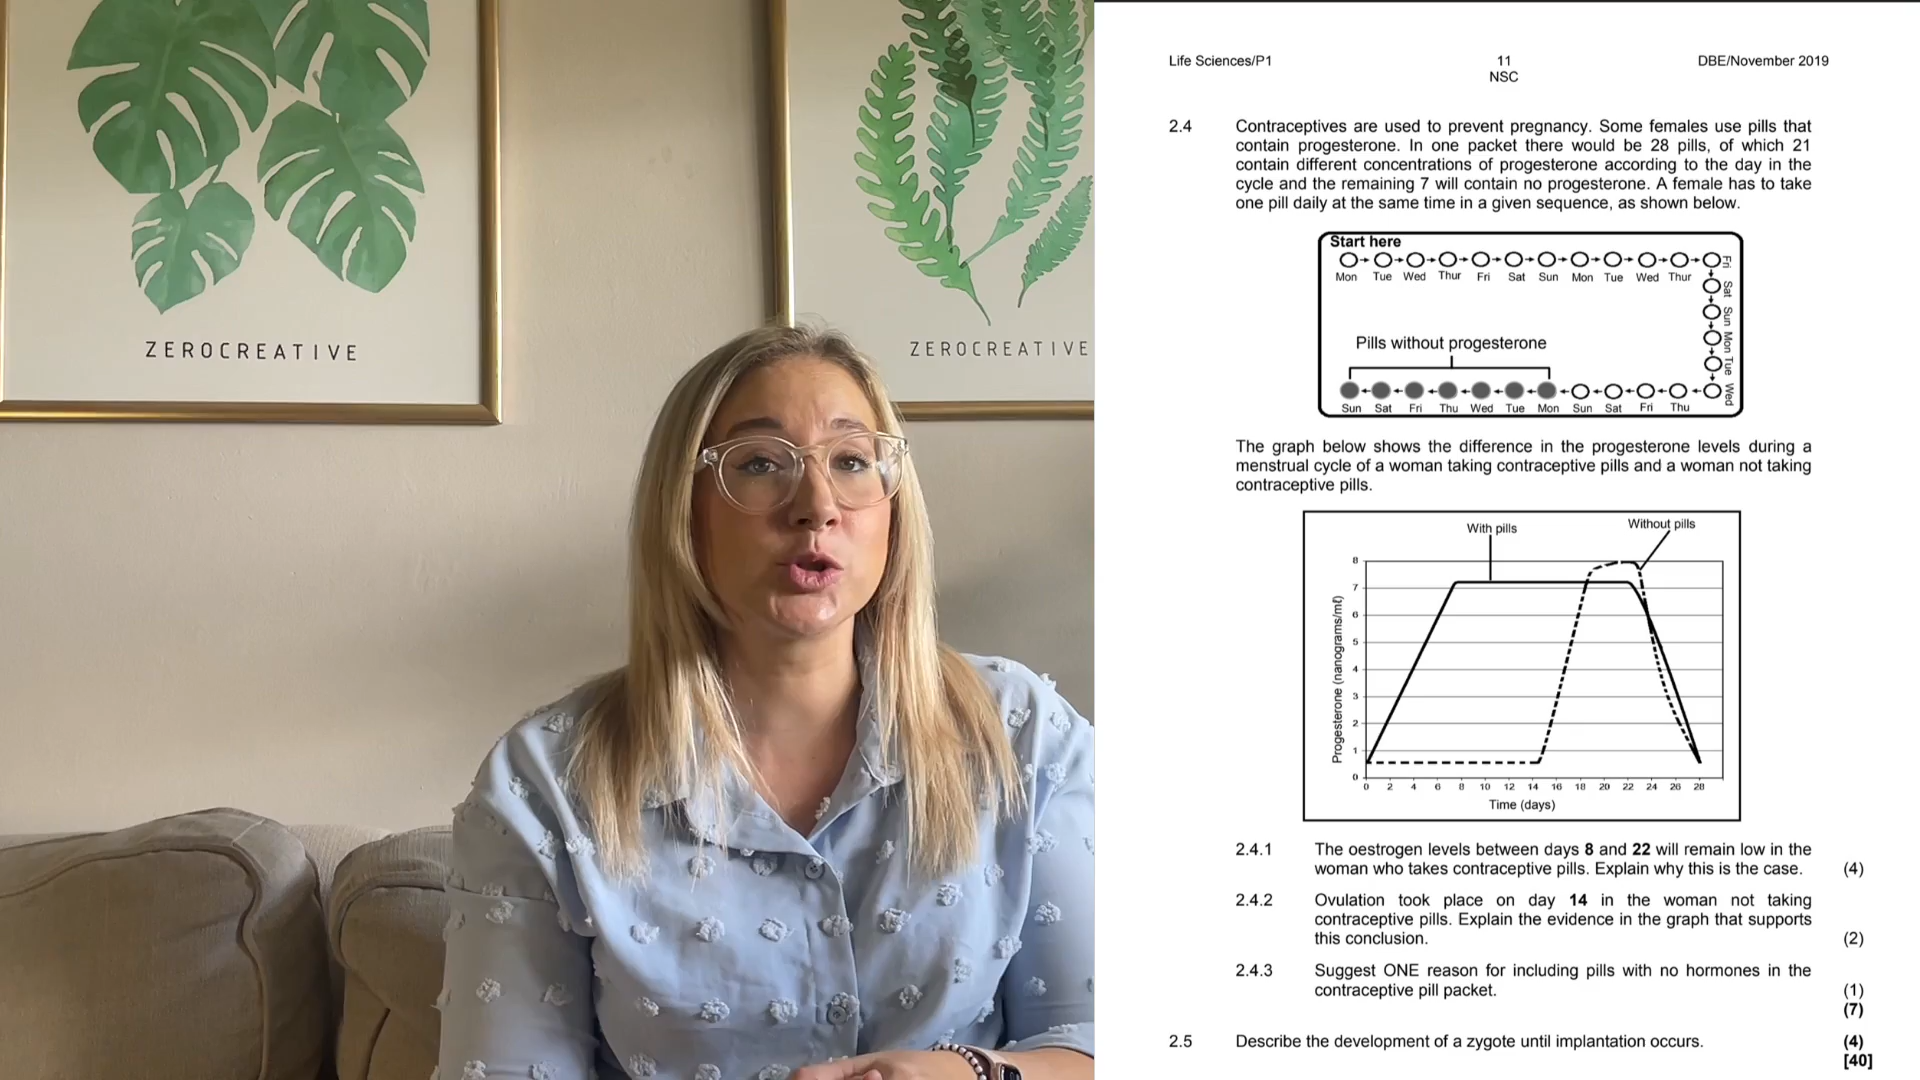 ZEROCREATIVE
ZEROCREATIVE
Life Sciences/P1
11
DBE/November 2019
NSC
2.4
Contraceptives are used to prevent pregnancy. Some females use pills that
contain progesterone. In one packet there would be 28 pills, of which 21
contain different concentrations of progesterone according to the day in the
cycle and the remaining 7 will contain no progesterone. A female has to take
one pill daily at the same time in a given sequence, as shown below.
Start here
Mon Tue Wed Thur Fri Sat Sun Mon Tue Wed Thur
Fri
Sat
Sun
Mon
Tue
Wed
Pills without progesterone
Sun Sat Fri Thu Wed Tue Mon Sun Sat Fri Thu
The graph below shows the difference in the progesterone levels during a
menstrual cycle of a woman taking contraceptive pills and a woman not taking
contraceptive pills.
With pills
Without pills
Progesterone (nanograms/mℓ)
8
7
6
5
4
3
2
1
0
0 2 4 6 8 10 12 14 16 18 20 22 24 26 28
Time (days)
2.4.1
The oestrogen levels between days 8 and 22 will remain low in the
woman who takes contraceptive pills. Explain why this is the case.
(4)
2.4.2
Ovulation took place on day 14 in the woman not taking
contraceptive pills. Explain the evidence in the graph that supports
this conclusion.
(2)
2.4.3
Suggest ONE reason for including pills with no hormones in the
contraceptive pill packet.
(1)
(7)
2.5
Describe the development of a zygote until implantation occurs.
(4)
[40]